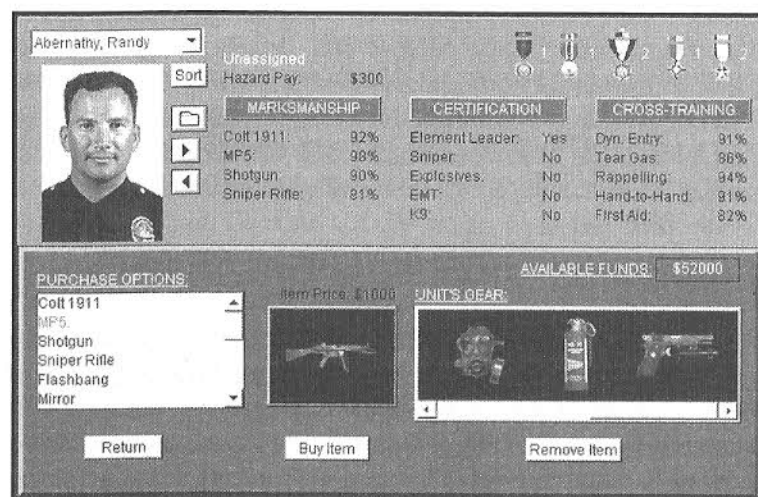 Abernathy, Randy
Sort
Unassigned
Hazard Pay: $300
1 1 2 1 2
MARKSMANSHIP
Colt 1911: 92%
MP5: 98%
Shotgun: 90%
Sniper Rifle: 81%
CERTIFICATION
Element Leader: Yes
Sniper: No
Explosives: No
EMT: No
K9: No
CROSS-TRAINING
Dyn. Entry: 91%
Tear Gas: 86%
Rappelling: 94%
Hand-to-Hand: 91%
First Aid: 82%
AVAILABLE FUNDS: $52000
PURCHASE OPTIONS:
Colt 1911
MP5
Shotgun
Sniper Rifle
Flashbang
Mirror
Item Price: $1000
UNIT'S GEAR:
Return
Buy Item
Remove Item